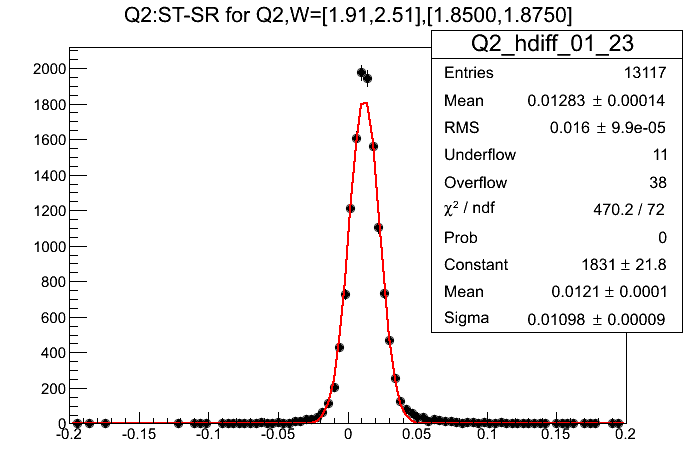 Q2:ST-SR for Q2,W=[1.91,2.51],[1.8500,1.8750]
Q2_hdiff_01_23
Entries 13117
Mean 0.01283 ± 0.00014
RMS 0.016 ± 9.9e-05
Underflow 11
Overflow 38
χ² / ndf 470.2 / 72
Prob 0
Constant 1831 ± 21.8
Mean 0.0121 ± 0.0001
Sigma 0.01098 ± 0.00009
2000
1800
1600
1400
1200
1000
800
600
400
200
0
-0.2 -0.15 -0.1 -0.05 0 0.05 0.1 0.15 0.2